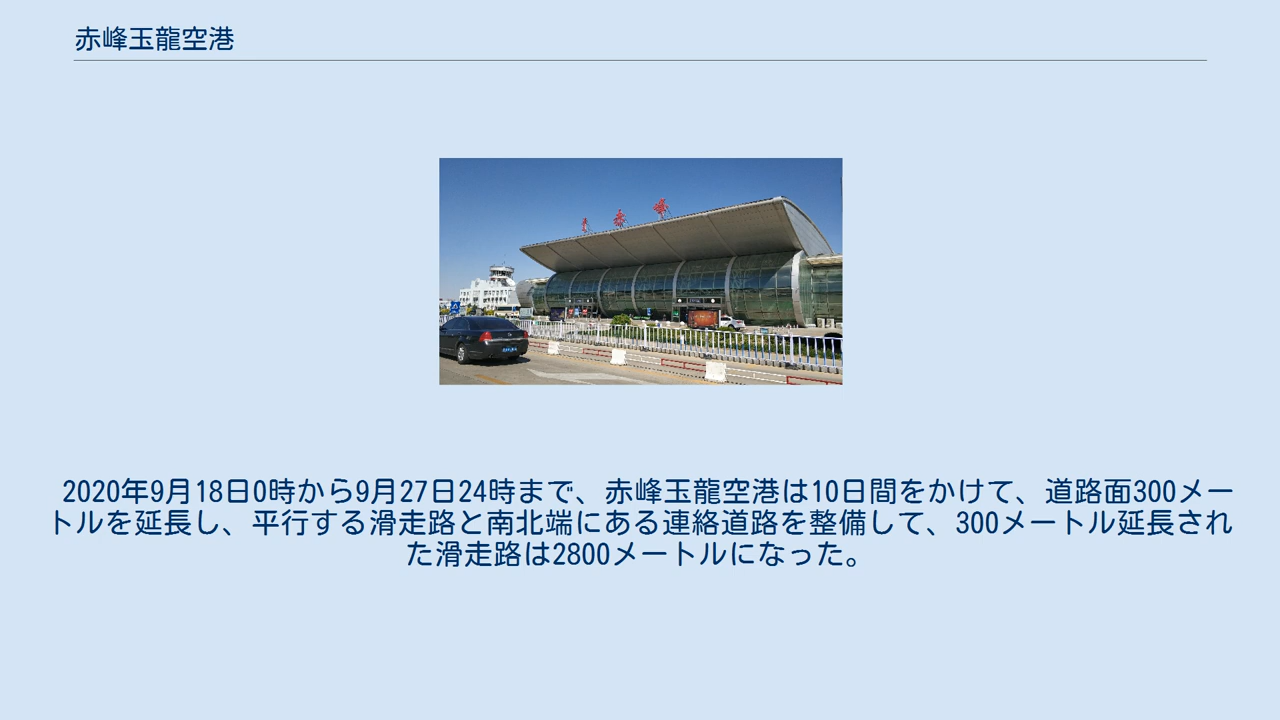 赤峰玉龍空港
赤 峰
2020年9月18日0時から9月27日24時まで、赤峰玉龍空港は10日間をかけて、道路面300メー
トルを延長し、平行する滑走路と南北端にある連絡道路を整備して、300メートル延長され
た滑走路は2800メートルになった。